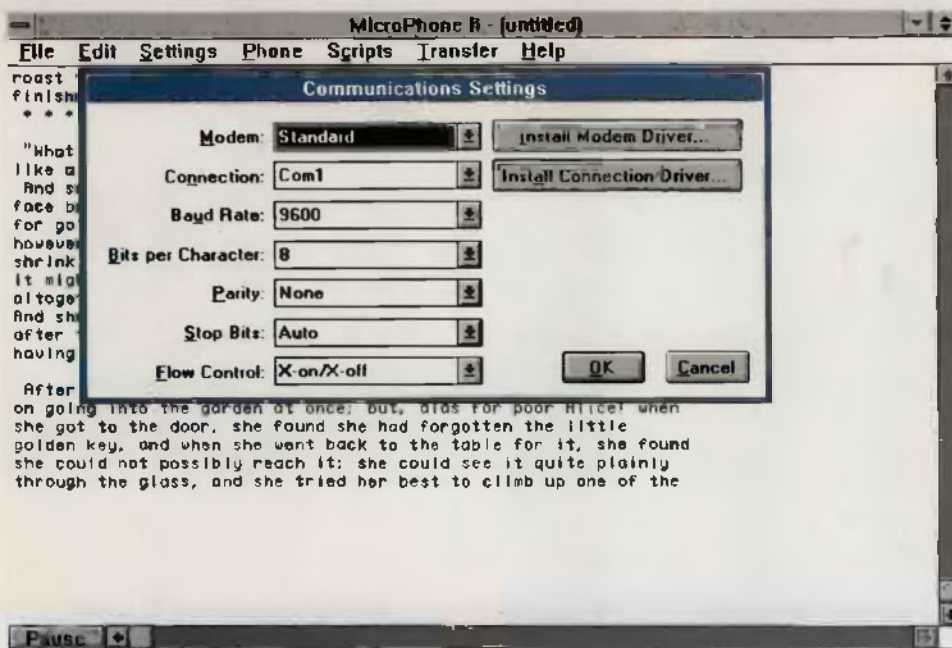 MicroPhone II - (untitled)
File Edit Settings Phone Scripts Transfer Help
roast
finish
* * *
"What
like a
And s
face b
for go
howeve
shrink
it mig
altoge
And sh
after
having
After
Communications Settings
Modem: Standard Install Modem Driver...
Connection: Com1 Install Connection Driver...
Baud Rate: 9600
Bits per Character: 8
Parity: None
Stop Bits: Auto
Flow Control: X-on/X-off OK Cancel
on going into the garden at once; but, alas for poor Alice! when
she got to the door, she found she had forgotten the little
golden key, and when she went back to the table for it, she found
she could not possibly reach it: she could see it quite plainly
through the glass, and she tried her best to climb up one of the
Pause